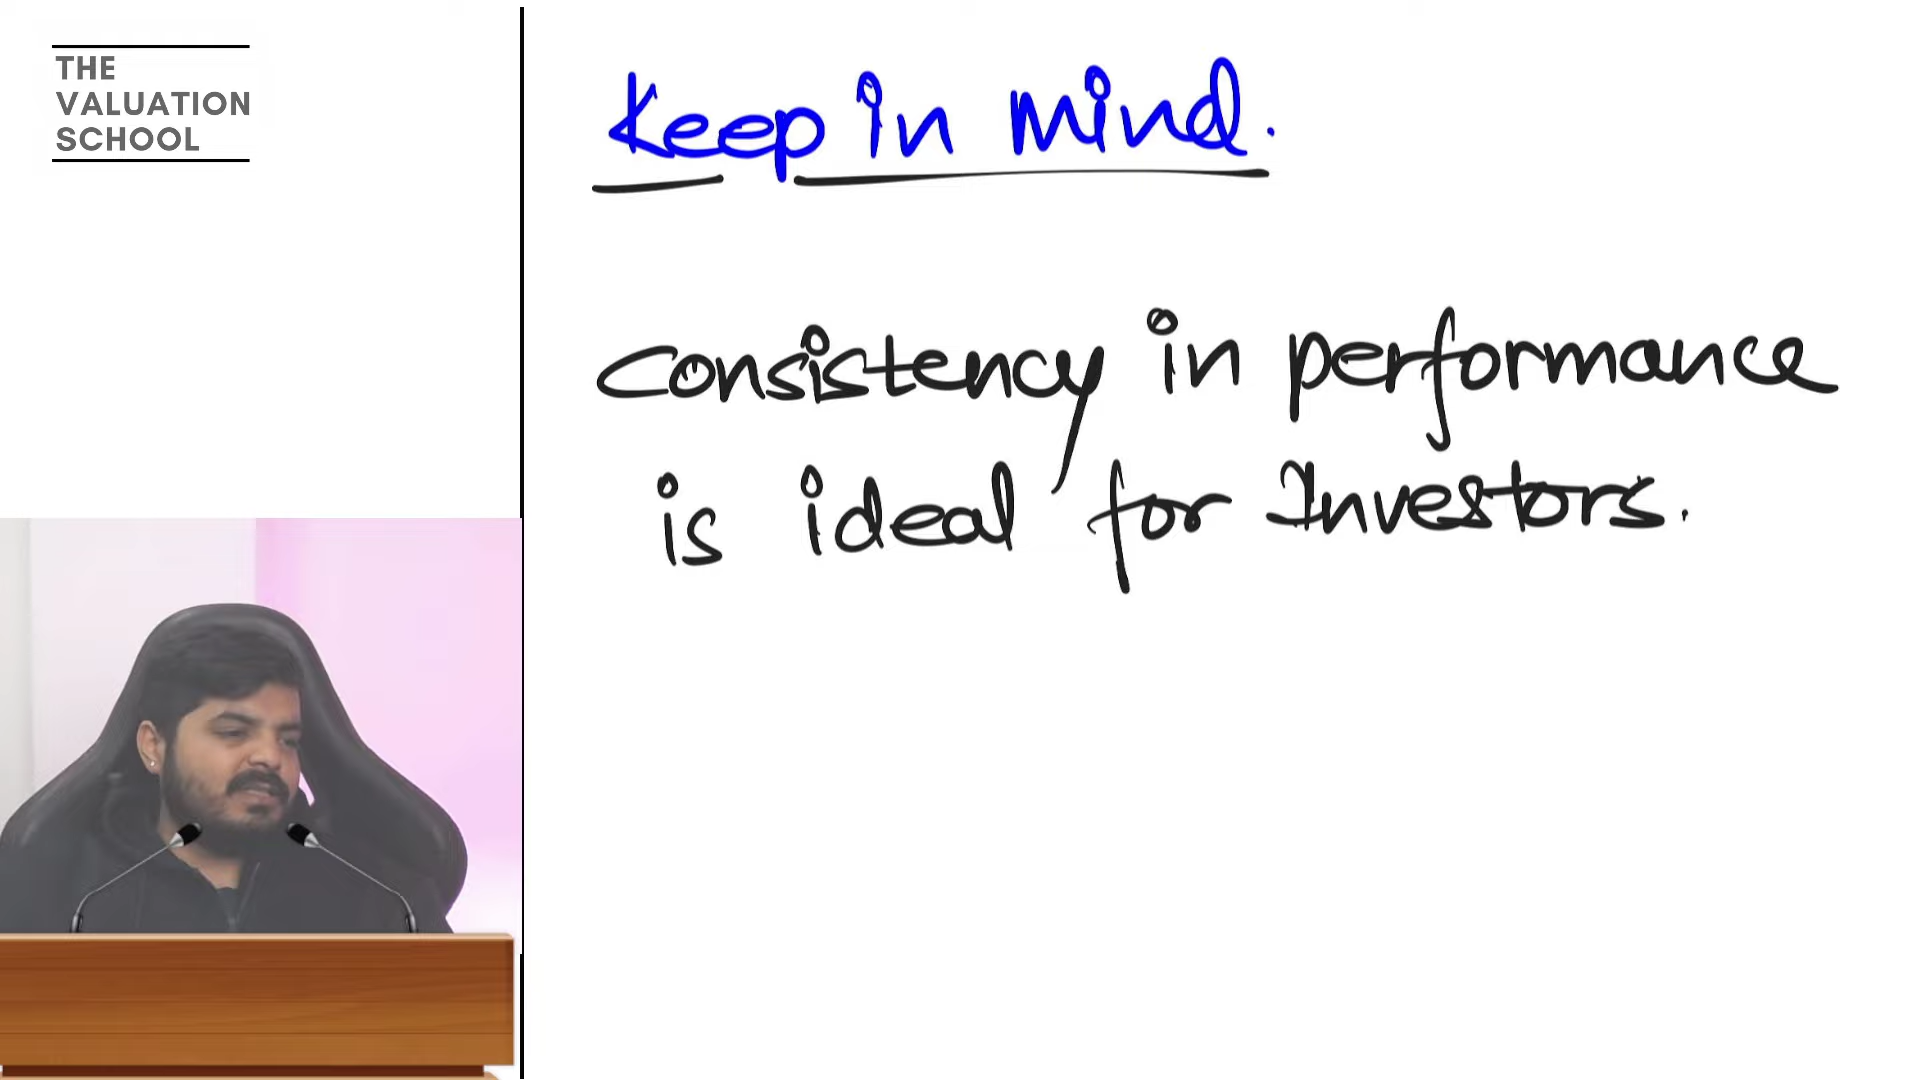 THE
VALUATION
SCHOOL
Keep in mind.
Consistency in performance
is ideal for Investors.